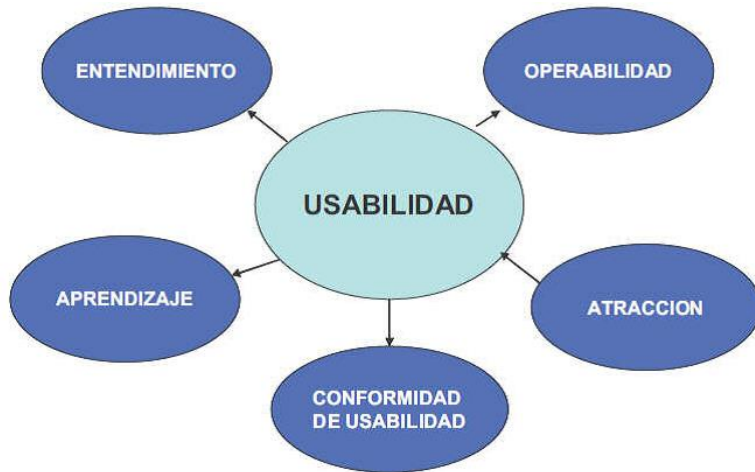 ENTENDIMIENTO
OPERABILIDAD
USABILIDAD
APRENDIZAJE
ATRACCION
CONFORMIDAD
DE USABILIDAD